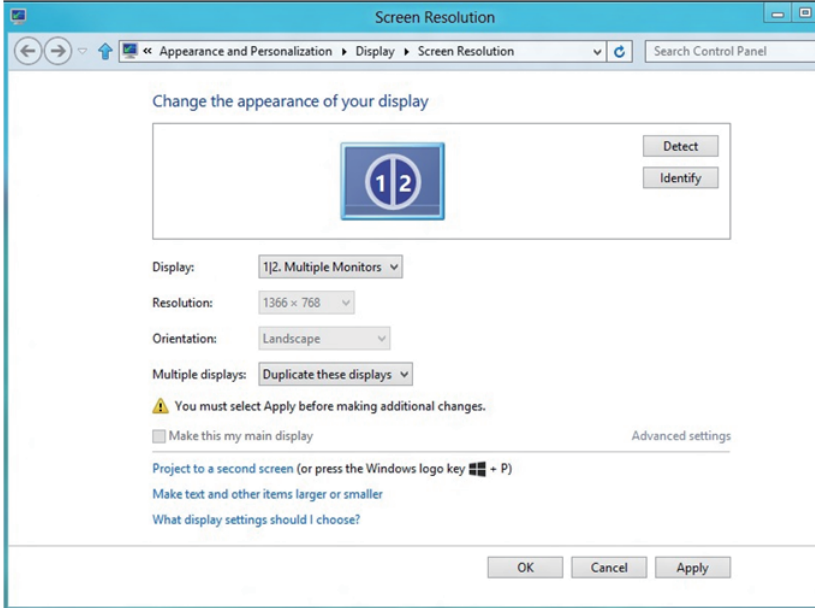 Screen Resolution
« Appearance and Personalization ▸ Display ▸ Screen Resolution
Search Control Panel
Change the appearance of your display
Detect
1 2
Identify
Display: 1|2. Multiple Monitors
Resolution: 1366 × 768
Orientation: Landscape
Multiple displays: Duplicate these displays
You must select Apply before making additional changes.
Make this my main display Advanced settings
Project to a second screen (or press the Windows logo key + P)
Make text and other items larger or smaller
What display settings should I choose?
OK Cancel Apply